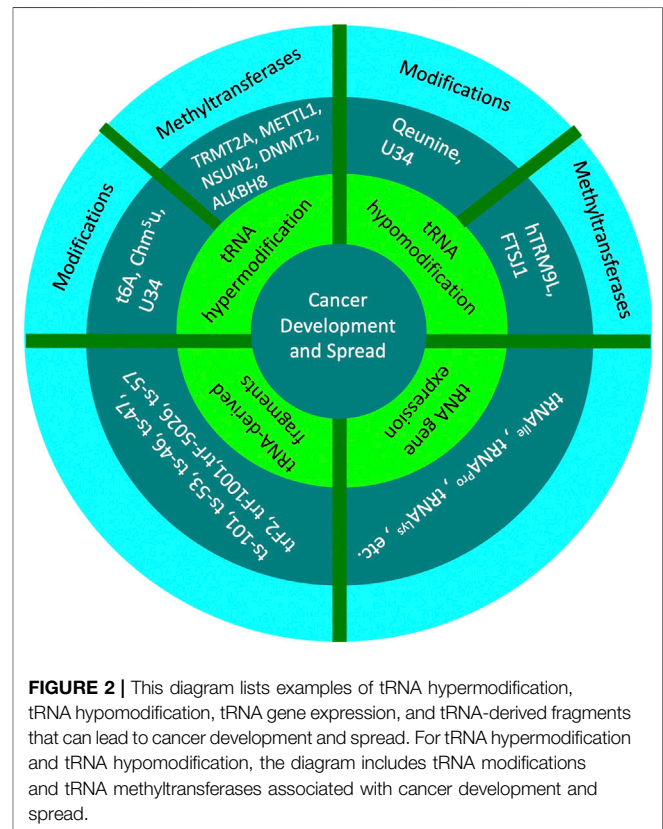 Modifications
Methyltransferases
Modifications
Methyltransferases
t6A, Chm⁵u,
U34
TRMT2A, METTL1,
NSUN2, DNMT2,
ALKBH8
Qeunine,
U34
hTRM9L,
FTSJ1
tRNA
hypermodification
tRNA
hypomodification
Cancer
Development
and Spread
tRNA-derived
fragments
tRNA gene
expression
ts-101, ts-53, ts-46, ts-47,
trF2, trF1001,trF-5026, ts-57
tRNAᴵˡᵉ, tRNAᴾʳᵒ, tRNALys, etc.
FIGURE 2 | This diagram lists examples of tRNA hypermodification,
tRNA hypomodification, tRNA gene expression, and tRNA-derived fragments
that can lead to cancer development and spread. For tRNA hypermodification
and tRNA hypomodification, the diagram includes tRNA modifications
and tRNA methyltransferases associated with cancer development and
spread.